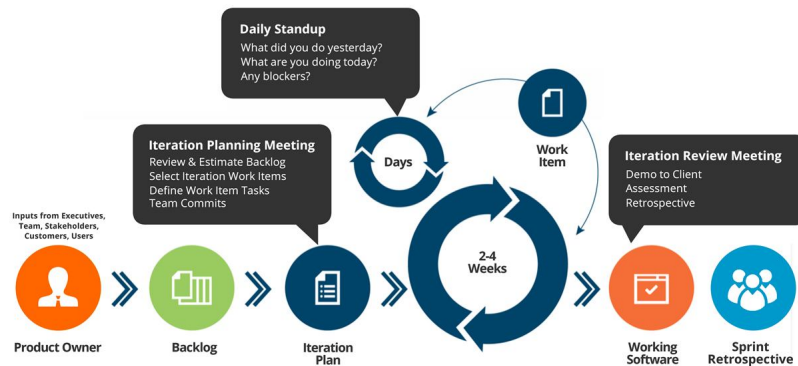 Daily Standup
What did you do yesterday?
What are you doing today?
Any blockers?
Iteration Planning Meeting
Review & Estimate Backlog
Select Iteration Work Items
Define Work Item Tasks
Team Commits
Days
Work
Item
Iteration Review Meeting
Demo to Client
Assessment
Retrospective
Inputs from Executives,
Team, Stakeholders,
Customers, Users
2-4
Weeks
Product Owner
Backlog
Iteration
Plan
Working
Software
Sprint
Retrospective